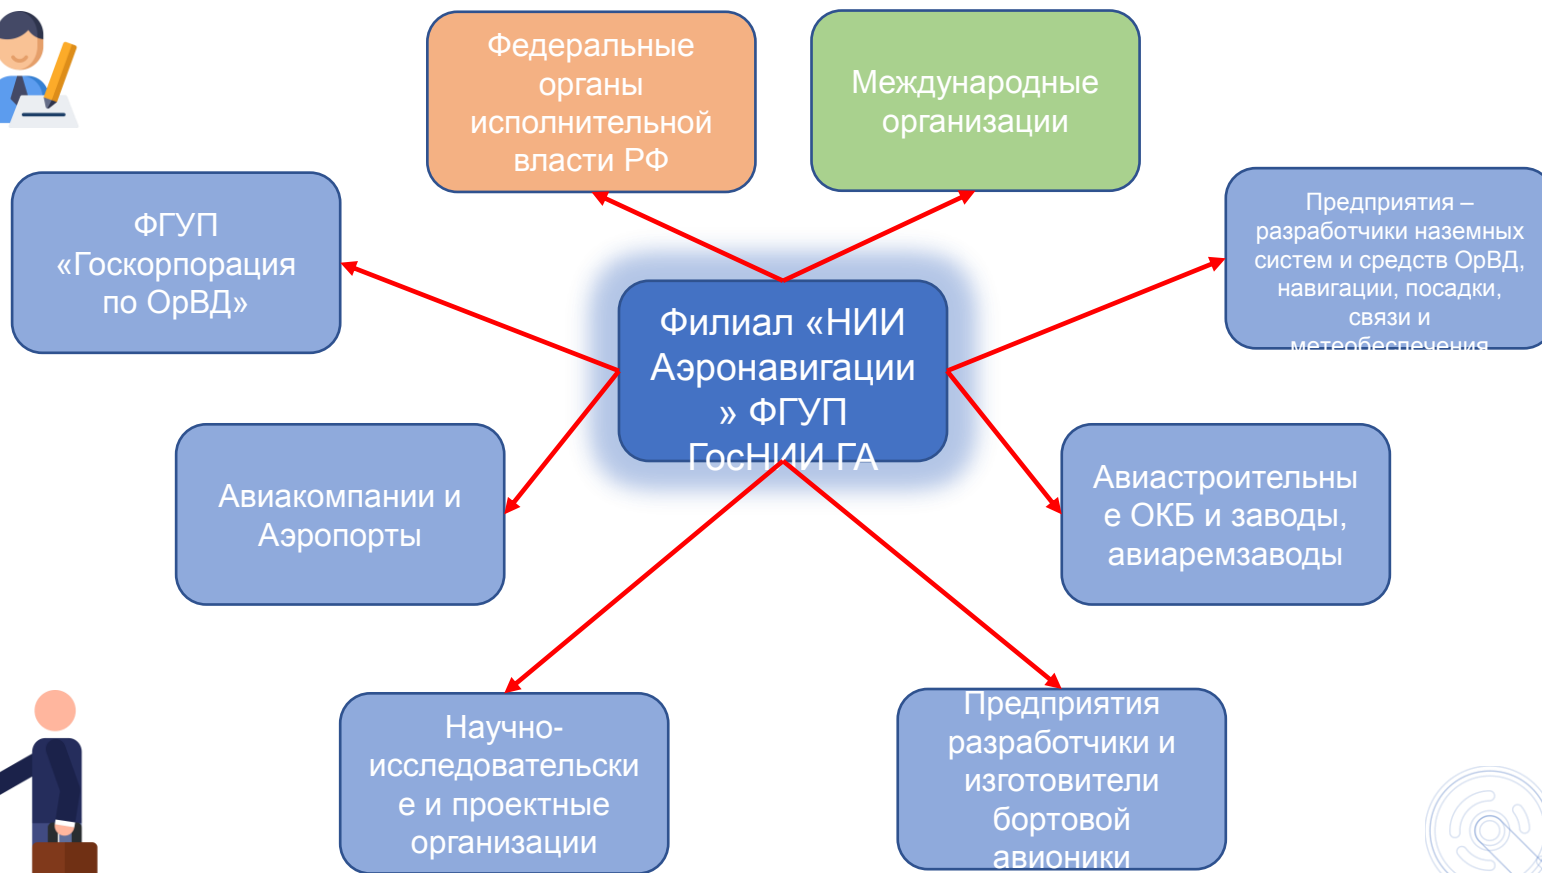 Федеральные
органы
исполнительной
власти РФ
Международные
организации
ФГУП
«Госкорпорация
по ОрВД»
Предприятия –
разработчики наземных
систем и средств ОрВД,
навигации, посадки,
связи и
метеобеспечения
Филиал «НИИ
Аэронавигации
» ФГУП
ГосНИИ ГА
Авиакомпании и
Аэропорты
Авиастроительны
е ОКБ и заводы,
авиаремзаводы
Научно-
исследовательски
е и проектные
организации
Предприятия
разработчики и
изготовители
бортовой
авионики